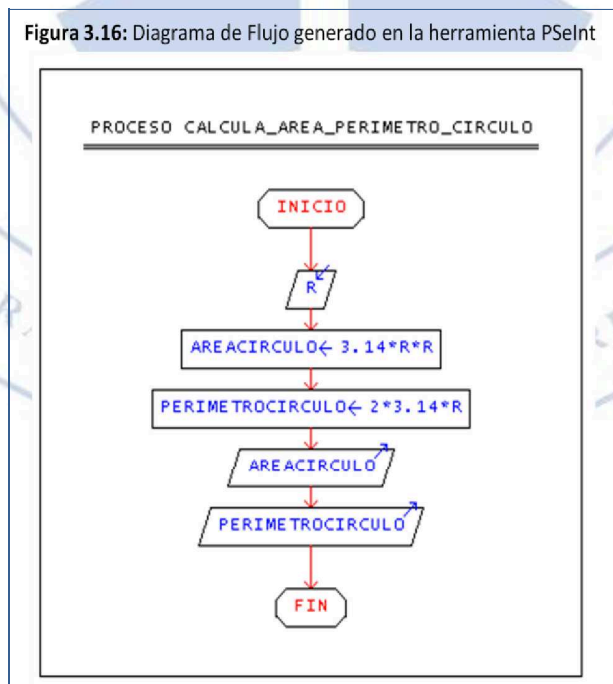 Figura 3.16: Diagrama de Flujo generado en la herramienta PSeInt
PROCESO CALCULA_AREA_PERIMETRO_CIRCULO
INICIO
R
AREACIRCULO← 3.14*R*R
PERIMETROCIRCULO← 2*3.14*R
AREACIRCULO
PERIMETROCIRCULO
FIN